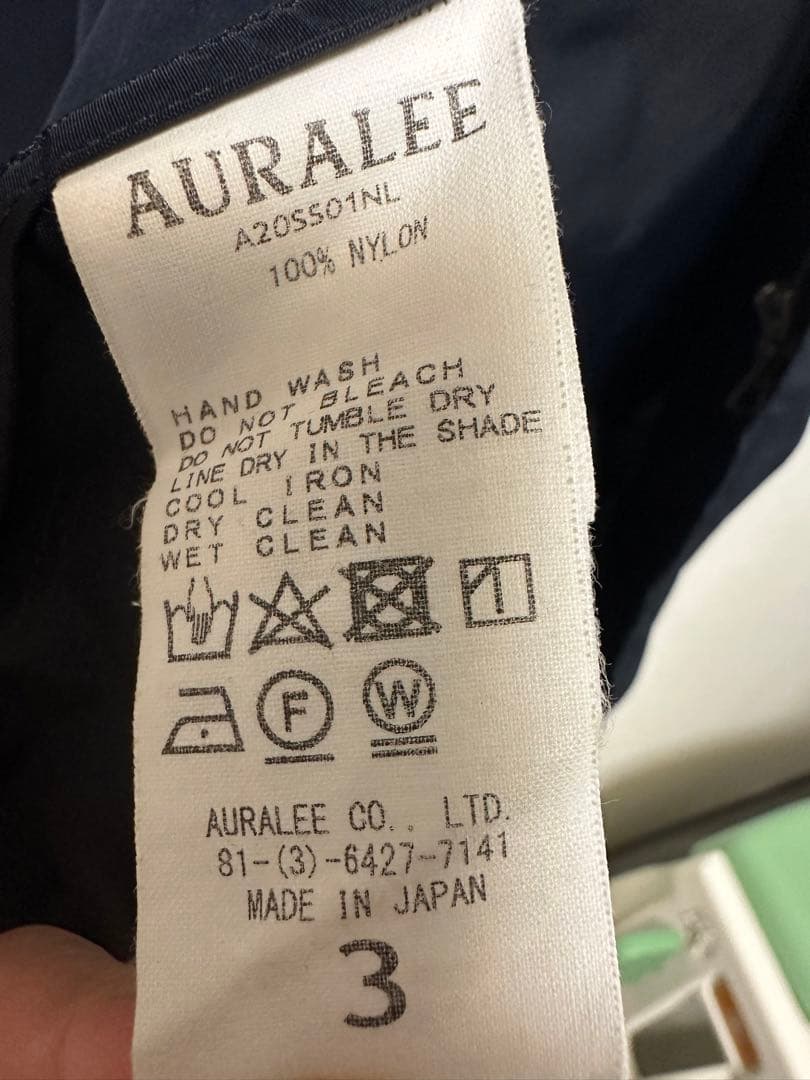 AURALEE
A20SS01NL
100% NYLON
HAND WASH
DO NOT BLEACH
DO NOT TUMBLE DRY
LINE DRY IN THE SHADE
COOL IRON
DRY CLEAN
WET CLEAN
F
W
AURALEE CO., LTD.
81-(3)-6427-7141
MADE IN JAPAN
3